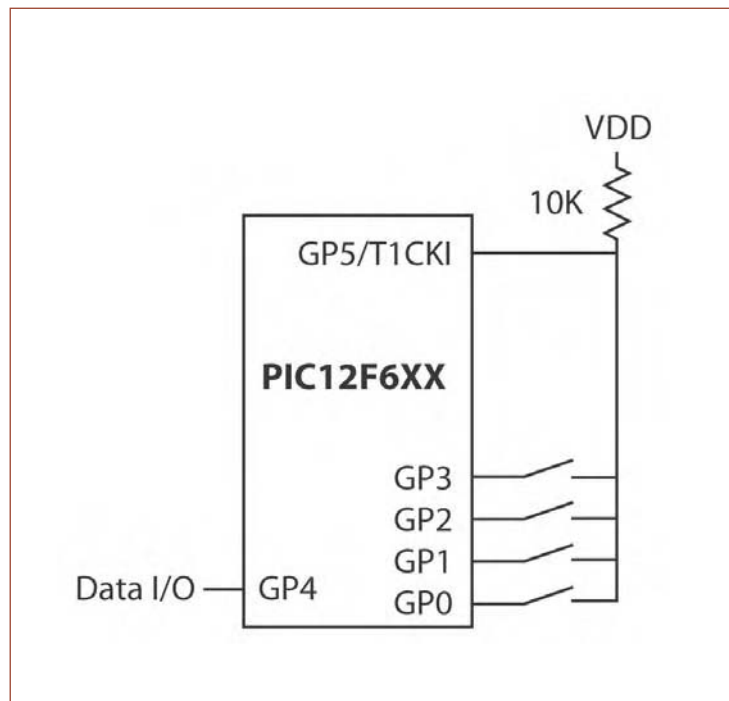 VDD
10K
GP5/T1CKI
PIC12F6XX
GP3
GP2
GP1
Data I/O
GP4
GP0